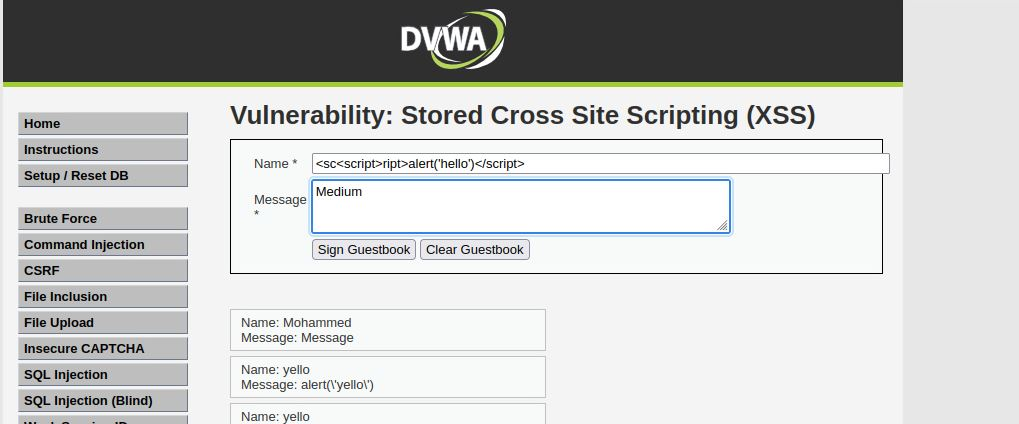 DVWA
Vulnerability: Stored Cross Site Scripting (XSS)
Home
Instructions
Setup / Reset DB
Brute Force
Command Injection
CSRF
File Inclusion
File Upload
Insecure CAPTCHA
SQL Injection
SQL Injection (Blind)
Name *
<sc<script>ript>alert('hello')</script>
Message
*
Medium
Sign Guestbook
Clear Guestbook
Name: Mohammed
Message: Message
Name: yello
Message: alert(\'yello\')
Name: yello